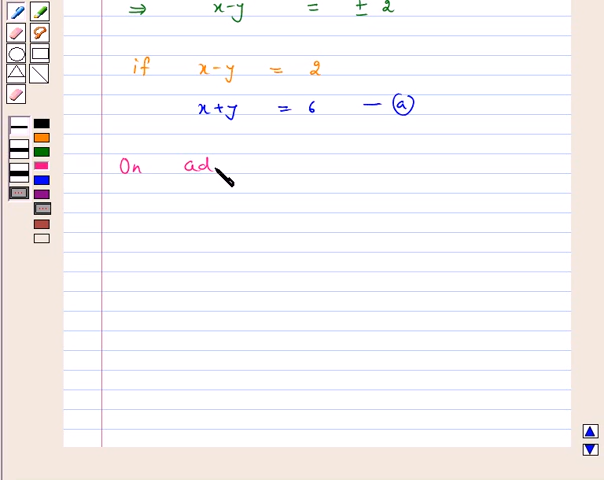 ⇒ x-y = ± 2
if x-y = 2
x+y = 6 - ⓐ
On ad